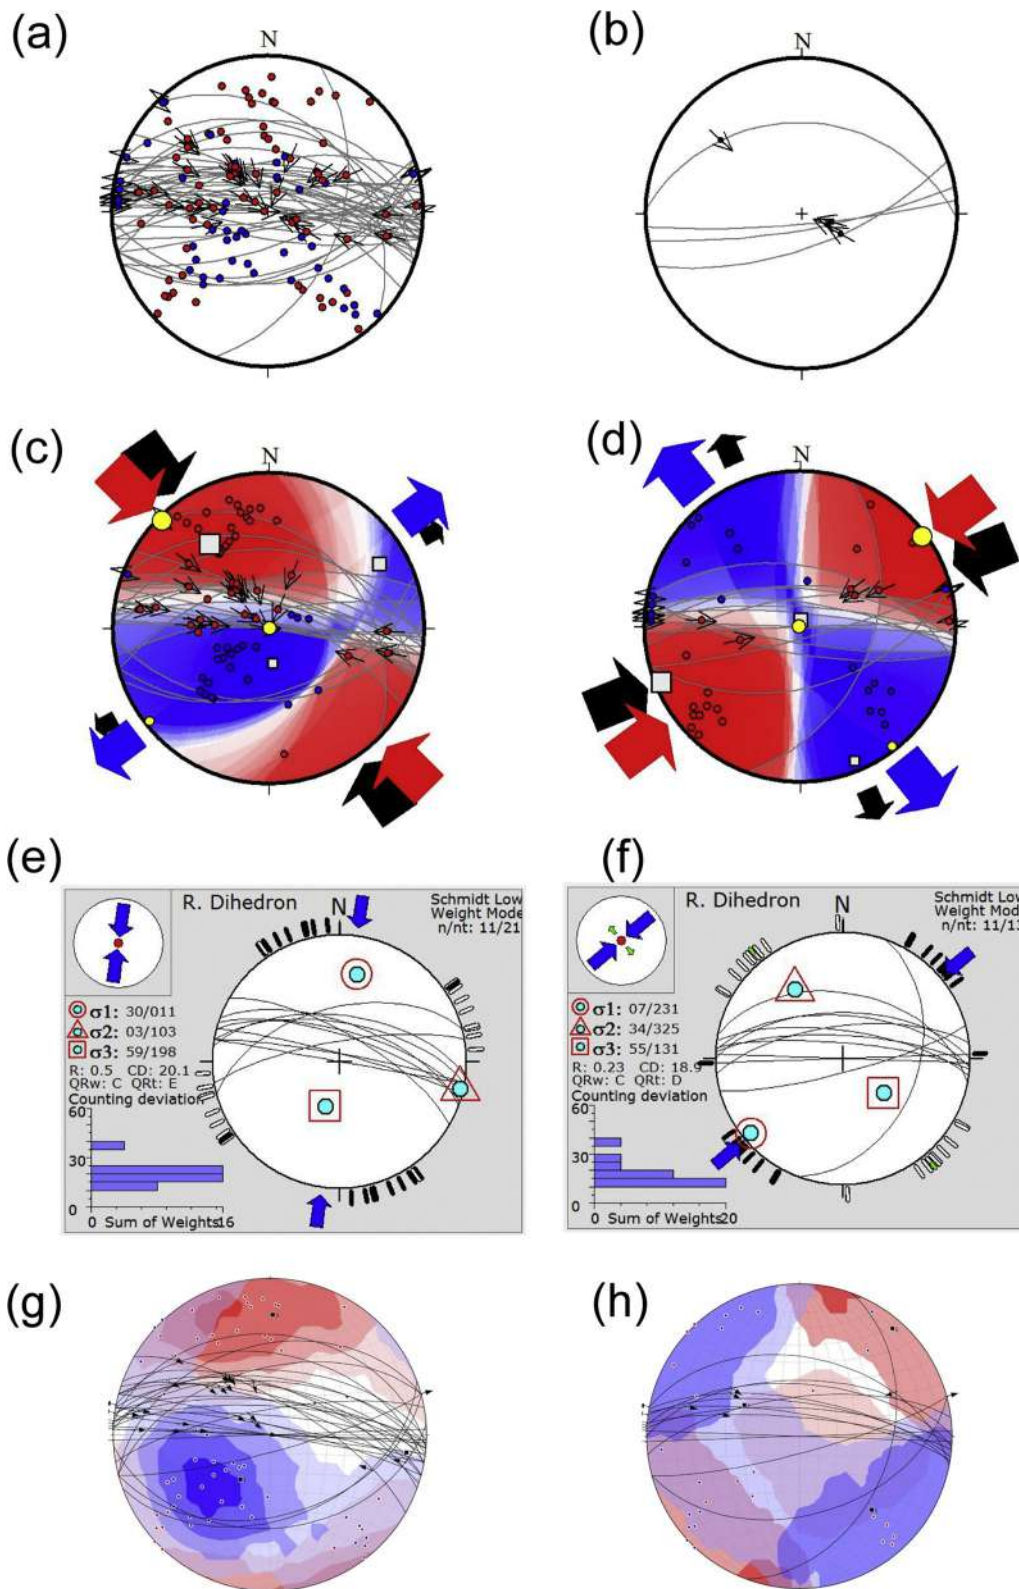 (a)
(b)
N
N
(c)
(d)
N
N
(e)
(f)
R. Dihedron
N
Schmidt Low
Weight Mode
n/nt: 11/21
σ1: 30/011
σ2: 03/103
σ3: 59/198
R: 0.5 CD: 20.1
QRw: C QRt: E
Counting deviation
60
30
0
0 Sum of Weights 16
R. Dihedron
N
Schmidt Low
Weight Mod
n/nt: 11/13
σ1: 07/231
σ2: 34/325
σ3: 55/131
R: 0.23 CD: 18.9
QRw: C QRt: D
Counting deviation
60
30
0
0 Sum of Weights 20
(g)
(h)